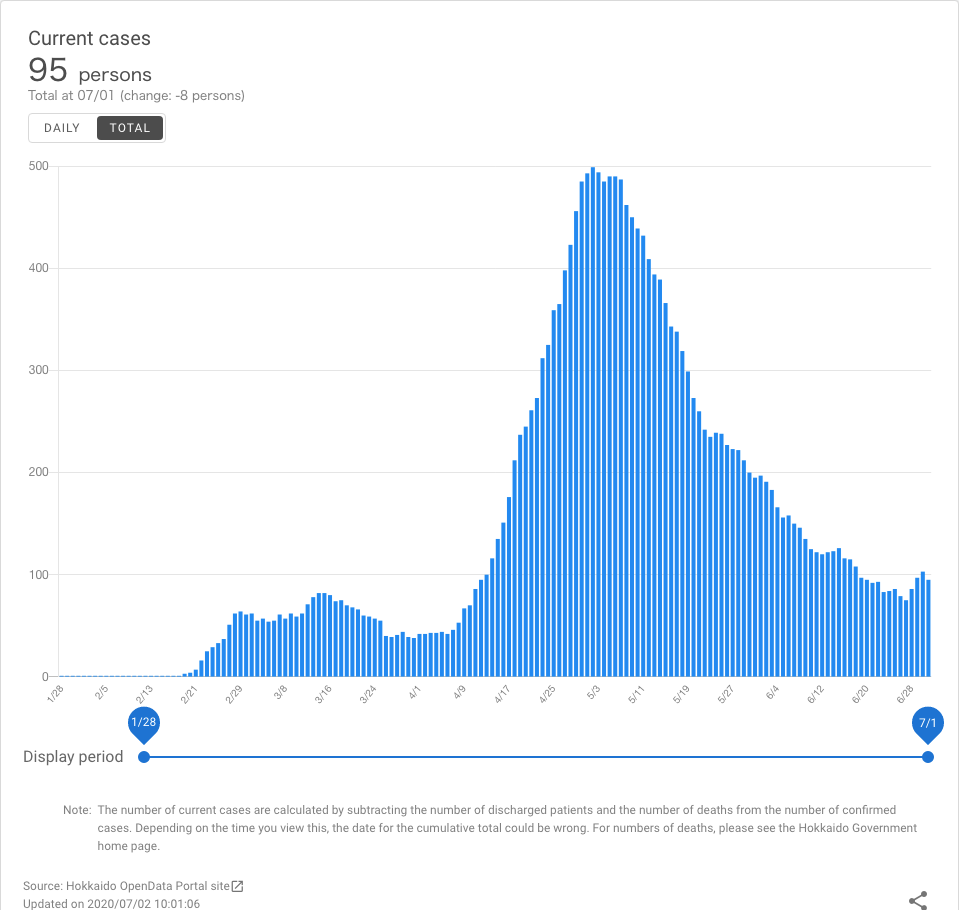 Current cases
95 persons
Total at 07/01 (change: -8 persons)
DAILY TOTAL
500
400
300
200
100
0
1/28 2/5 2/13 2/21 2/29 3/8 3/16 3/24 4/1 4/9 4/17 4/25 5/3 5/11 5/19 5/27 6/4 6/12 6/20 6/28
1/28 7/1
Display period
Note: The number of current cases are calculated by subtracting the number of discharged patients and the number of deaths from the number of confirmed
cases. Depending on the time you view this, the date for the cumulative total could be wrong. For numbers of deaths, please see the Hokkaido Government
home page.
Source: Hokkaido OpenData Portal site
Updated on 2020/07/02 10:01:06